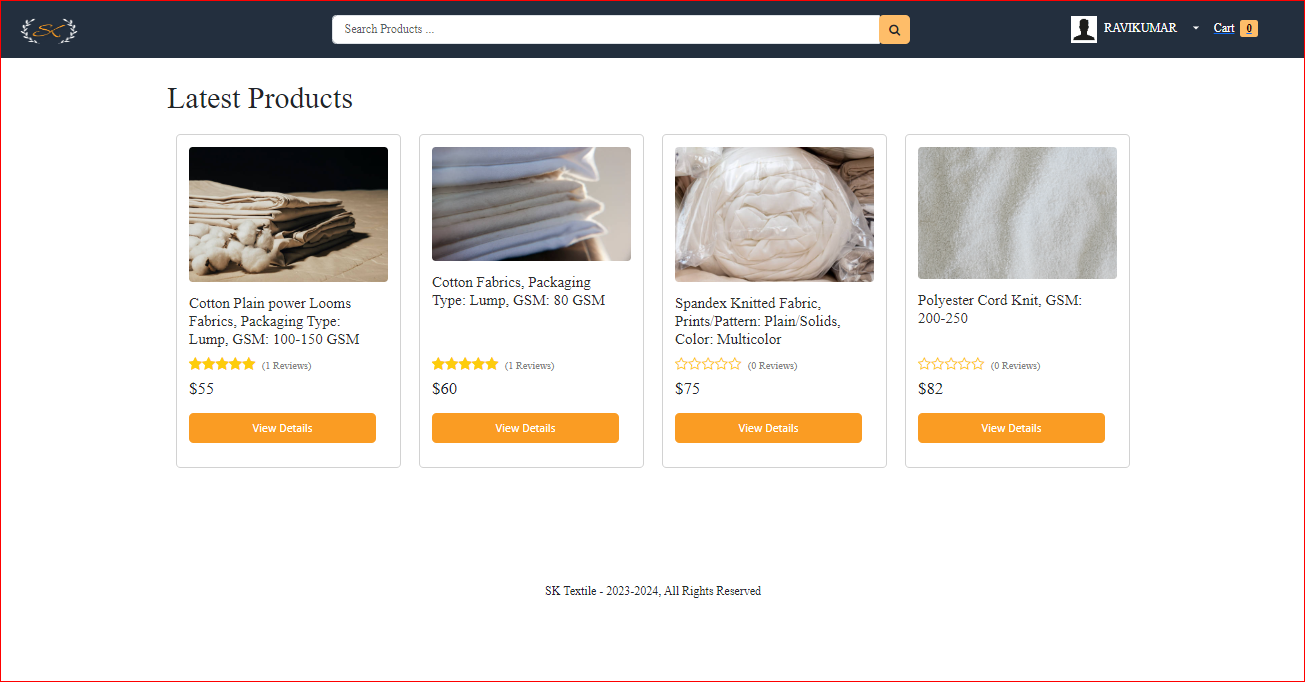 SK
Search Products ...
RAVIKUMAR
Cart 0
Latest Products
Cotton Plain power Looms
Fabrics, Packaging Type:
Lump, GSM: 100-150 GSM
(1 Reviews)
$55
View Details
Cotton Fabrics, Packaging
Type: Lump, GSM: 80 GSM
(1 Reviews)
$60
View Details
Spandex Knitted Fabric,
Prints/Pattern: Plain/Solids,
Color: Multicolor
(0 Reviews)
$75
View Details
Polyester Cord Knit, GSM:
200-250
(0 Reviews)
$82
View Details
SK Textile - 2023-2024, All Rights Reserved